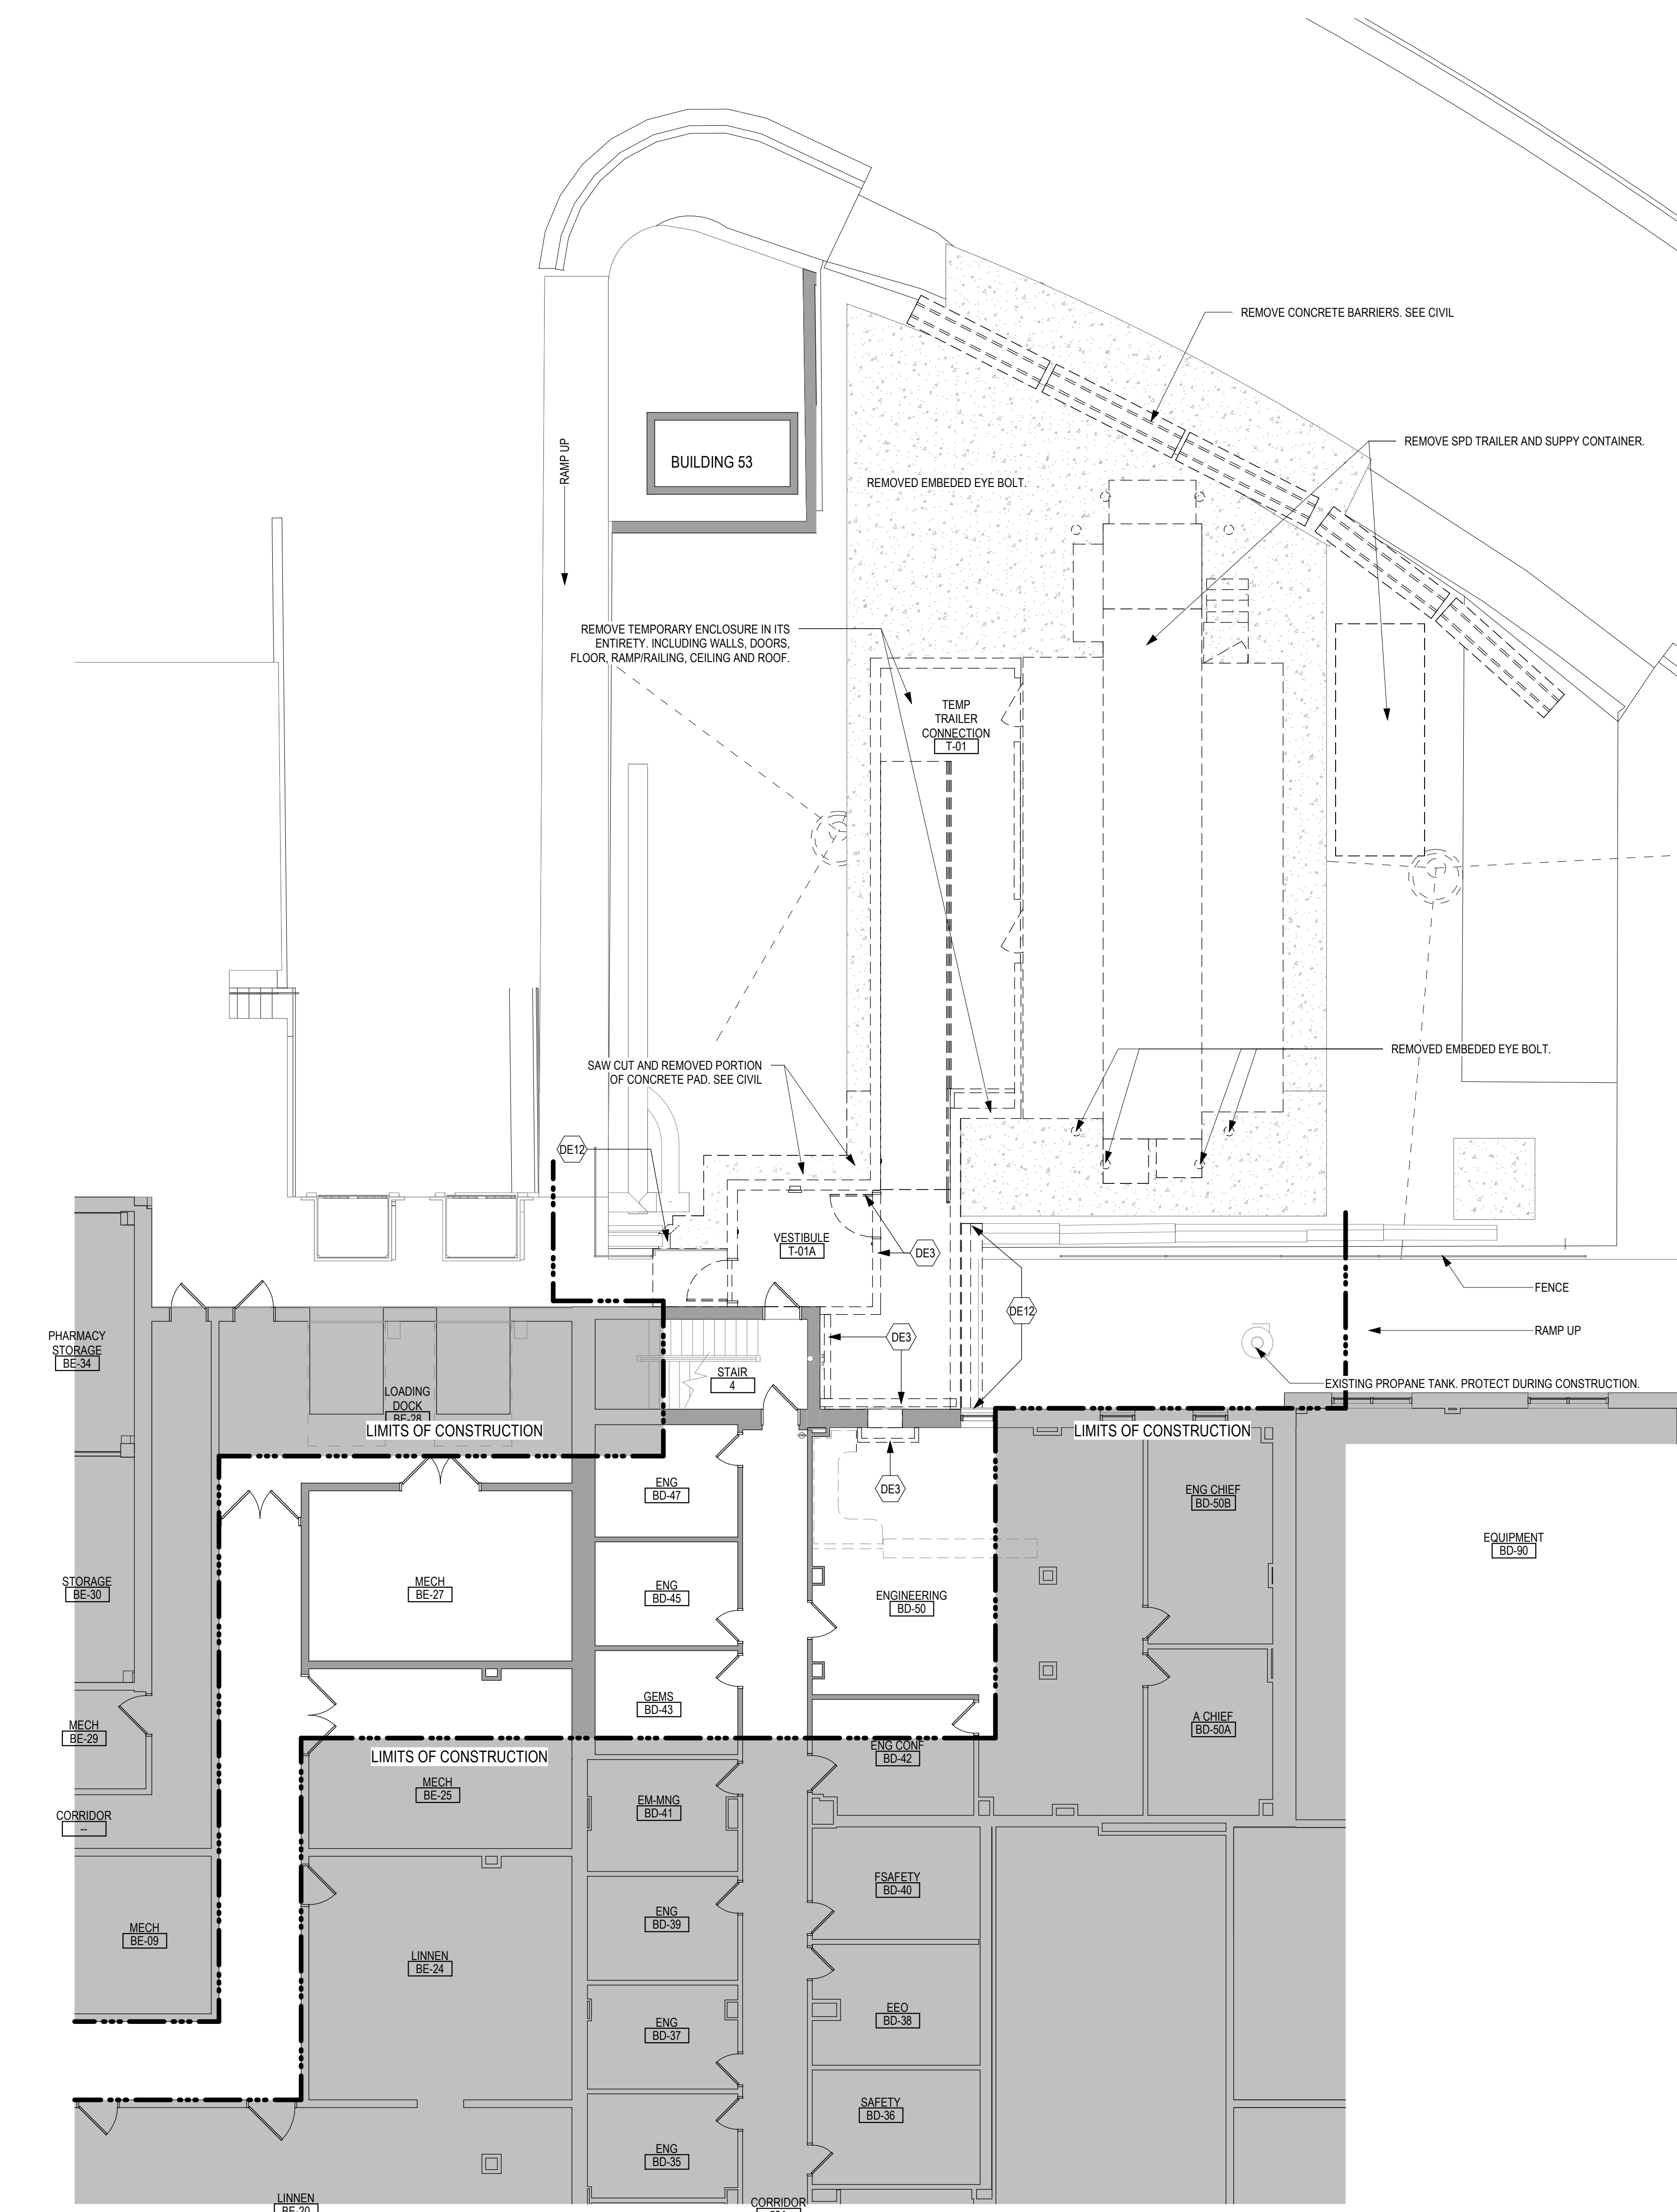 REMOVE CONCRETE BARRIERS. SEE CIVIL
REMOVE SPD TRAILER AND SUPPY CONTAINER.
RAMP UP
BUILDING 53
REMOVED EMBEDED EYE BOLT.
REMOVE TEMPORARY ENCLOSURE IN ITS
ENTIRETY. INCLUDING WALLS, DOORS,
FLOOR, RAMP/RAILING, CEILING AND ROOF.
TEMP
TRAILER
CONNECTION
T-01
REMOVED EMBEDED EYE BOLT.
SAW CUT AND REMOVED PORTION
OF CONCRETE PAD. SEE CIVIL
DE12
VESTIBULE
T-01A
DE3
FENCE
DE12
RAMP UP
DE3
PHARMACY
STORAGE
BE-34
STAIR
4
EXISTING PROPANE TANK. PROTECT DURING CONSTRUCTION.
LOADING
DOCK
BE-28
LIMITS OF CONSTRUCTION
LIMITS OF CONSTRUCTION
ENG
BD-47
DE3
ENG CHIEF
BD-50B
EQUIPMENT
BD-90
STORAGE
BE-30
MECH
BE-27
ENG
BD-45
ENGINEERING
BD-50
GEMS
BD-43
A CHIEF
BD-50A
MECH
BE-29
ENG CONF
BD-42
LIMITS OF CONSTRUCTION
MECH
BE-25
EM-MNG
BD-41
CORRIDOR
--
FSAFETY
BD-40
MECH
BE-09
ENG
BD-39
LINNEN
BE-24
EEO
BD-38
ENG
BD-37
SAFETY
BD-36
ENG
BD-35
LINNEN
BE-20
CORRIDOR